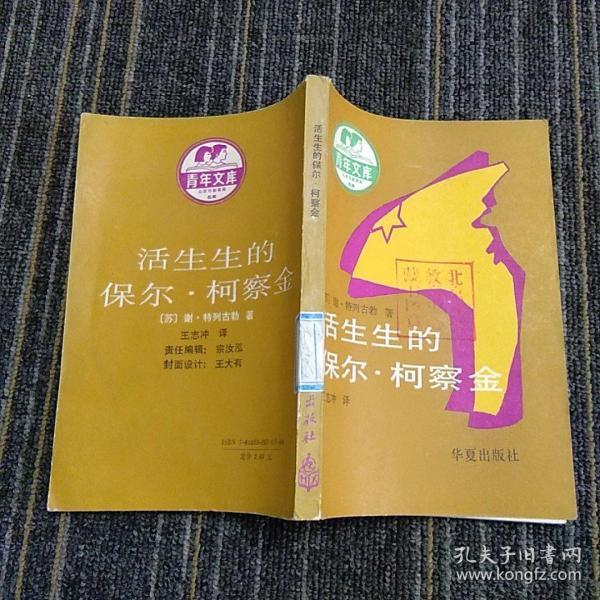 青年文库
活生生的
保尔·柯察金
〔苏〕谢·特列古勃 著
王志冲 译
责任编辑：宗汝泓
封面设计：王大有
活生生的保尔·柯察金
出版社
青年文库
谢·特列古勃 著
活生生的
保尔·柯察金
王志冲 译
华夏出版社
孔夫子旧书网
www.kongfz.com